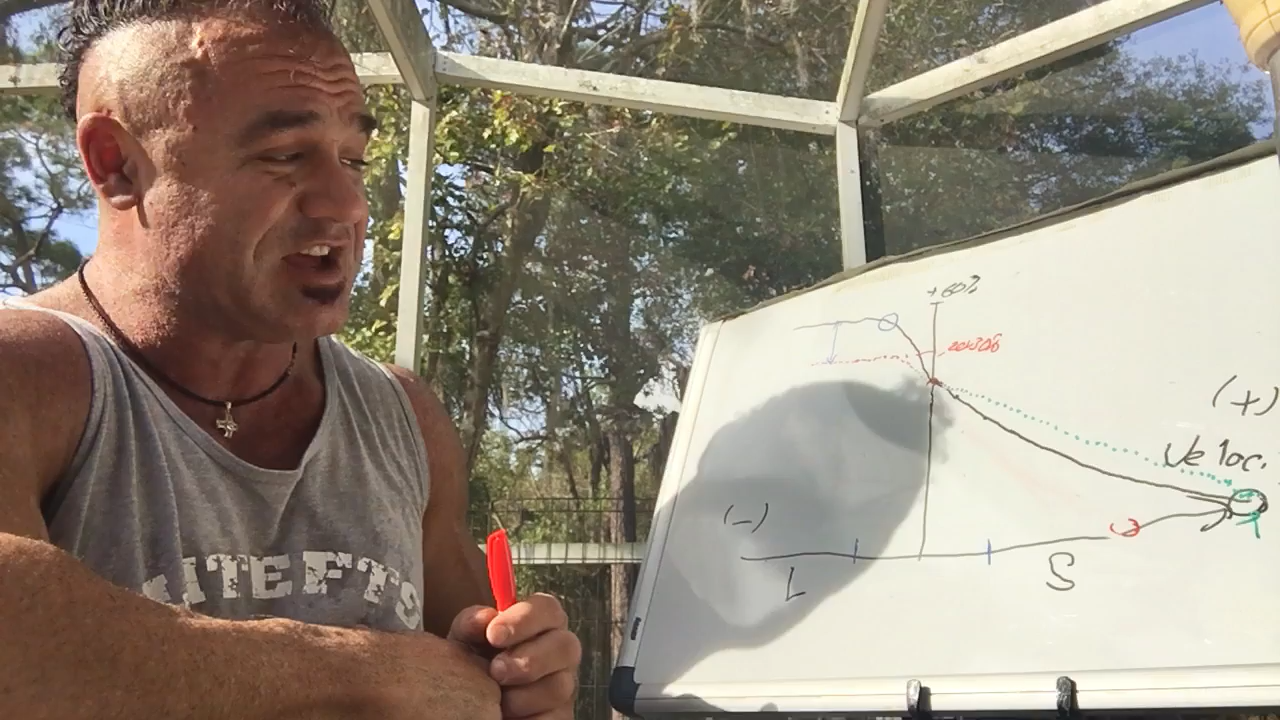 +60%
(+)
Veloc.
(-)
L
S
ITEFTS